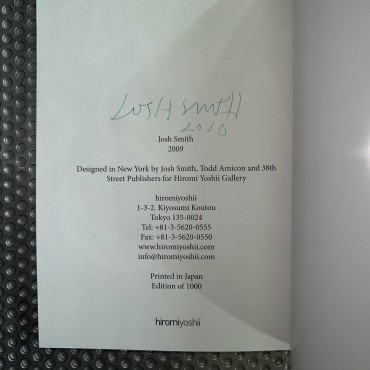 Josh Smith
2010
Josh Smith
2009
Designed in New York by Josh Smith, Todd Amicon and 38th
Street Publishers for Hiromi Yoshii Gallery
hiromiyoshii
1-3-2. Kiyosumi Koutou
Tokyo 135-0024
Tel: +81-3-5620-0555
Fax: +81-3-5620-0550
www.hiromiyoshii.com
info@hiromiyoshii.com
Printed in Japan
Edition of 1000
hiromiyoshii